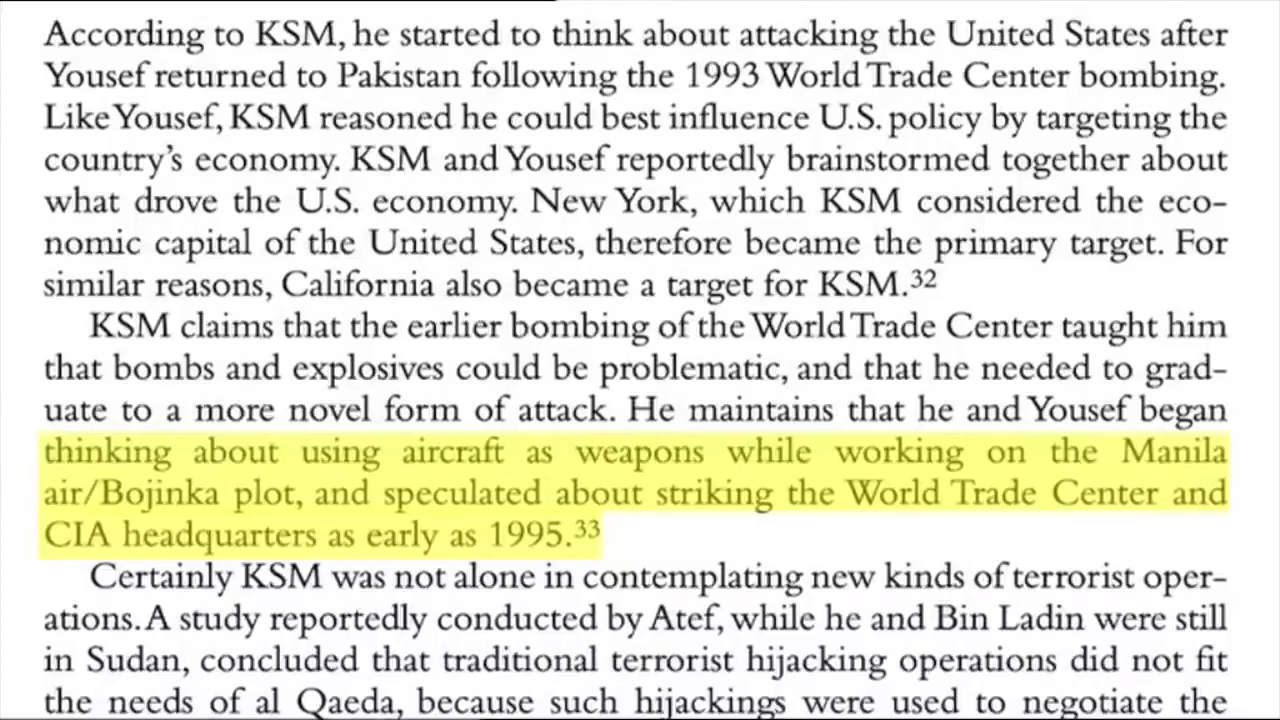 According to KSM, he started to think about attacking the United States after
Yousef returned to Pakistan following the 1993 World Trade Center bombing.
Like Yousef, KSM reasoned he could best influence U.S. policy by targeting the
country's economy. KSM and Yousef reportedly brainstormed together about
what drove the U.S. economy. New York, which KSM considered the eco-
nomic capital of the United States, therefore became the primary target. For
similar reasons, California also became a target for KSM.32
KSM claims that the earlier bombing of the World Trade Center taught him
that bombs and explosives could be problematic, and that he needed to grad-
uate to a more novel form of attack. He maintains that he and Yousef began
thinking about using aircraft as weapons while working on the Manila
air/Bojinka plot, and speculated about striking the World Trade Center and
CIA headquarters as early as 1995.33
Certainly KSM was not alone in contemplating new kinds of terrorist oper-
ations. A study reportedly conducted by Atef, while he and Bin Ladin were still
in Sudan, concluded that traditional terrorist hijacking operations did not fit
the needs of al Qaeda, because such hijackings were used to negotiate the